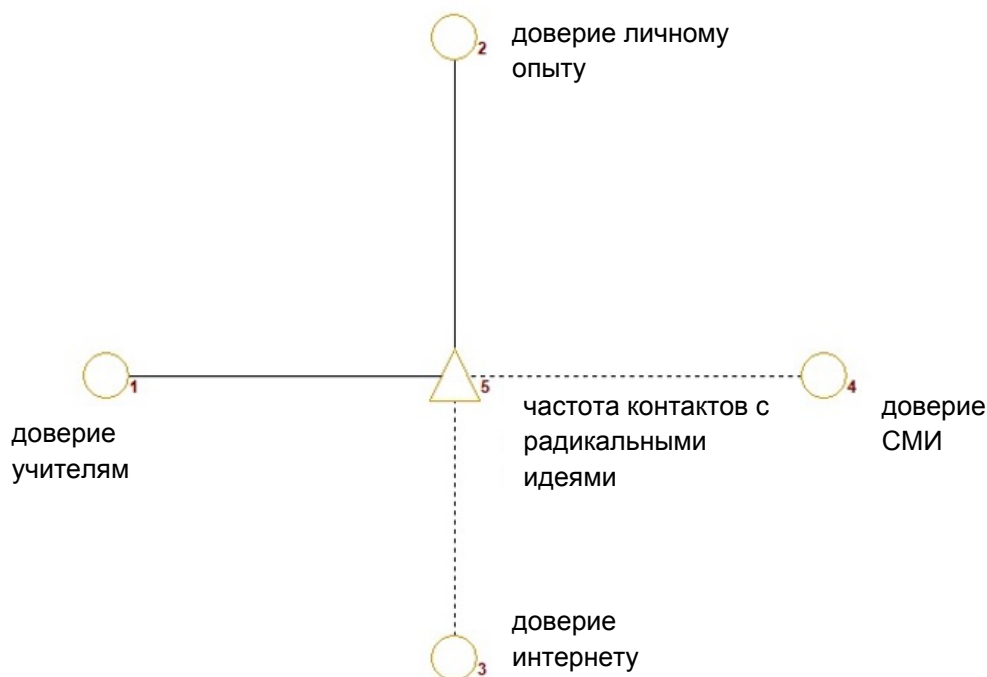 2
доверие личному
опыту
1
5
4
доверие
учителям
частота контактов с
радикальными
идеями
доверие
СМИ
3
доверие
интернету